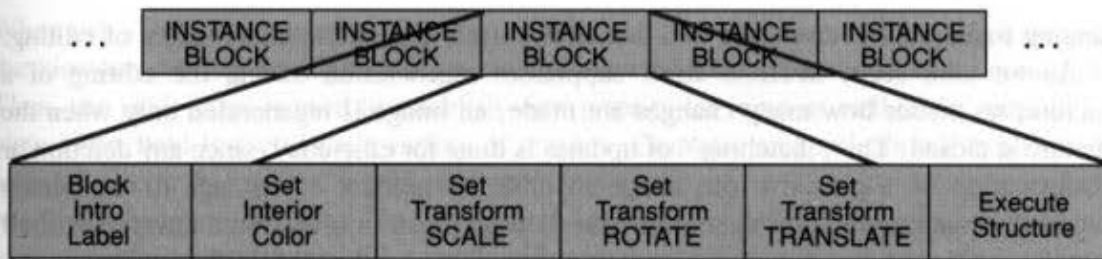 ... INSTANCE BLOCK INSTANCE BLOCK INSTANCE BLOCK INSTANCE BLOCK INSTANCE BLOCK ...
Block Intro Label
Set Interior Color
Set Transform SCALE
Set Transform ROTATE
Set Transform TRANSLATE
Execute Structure